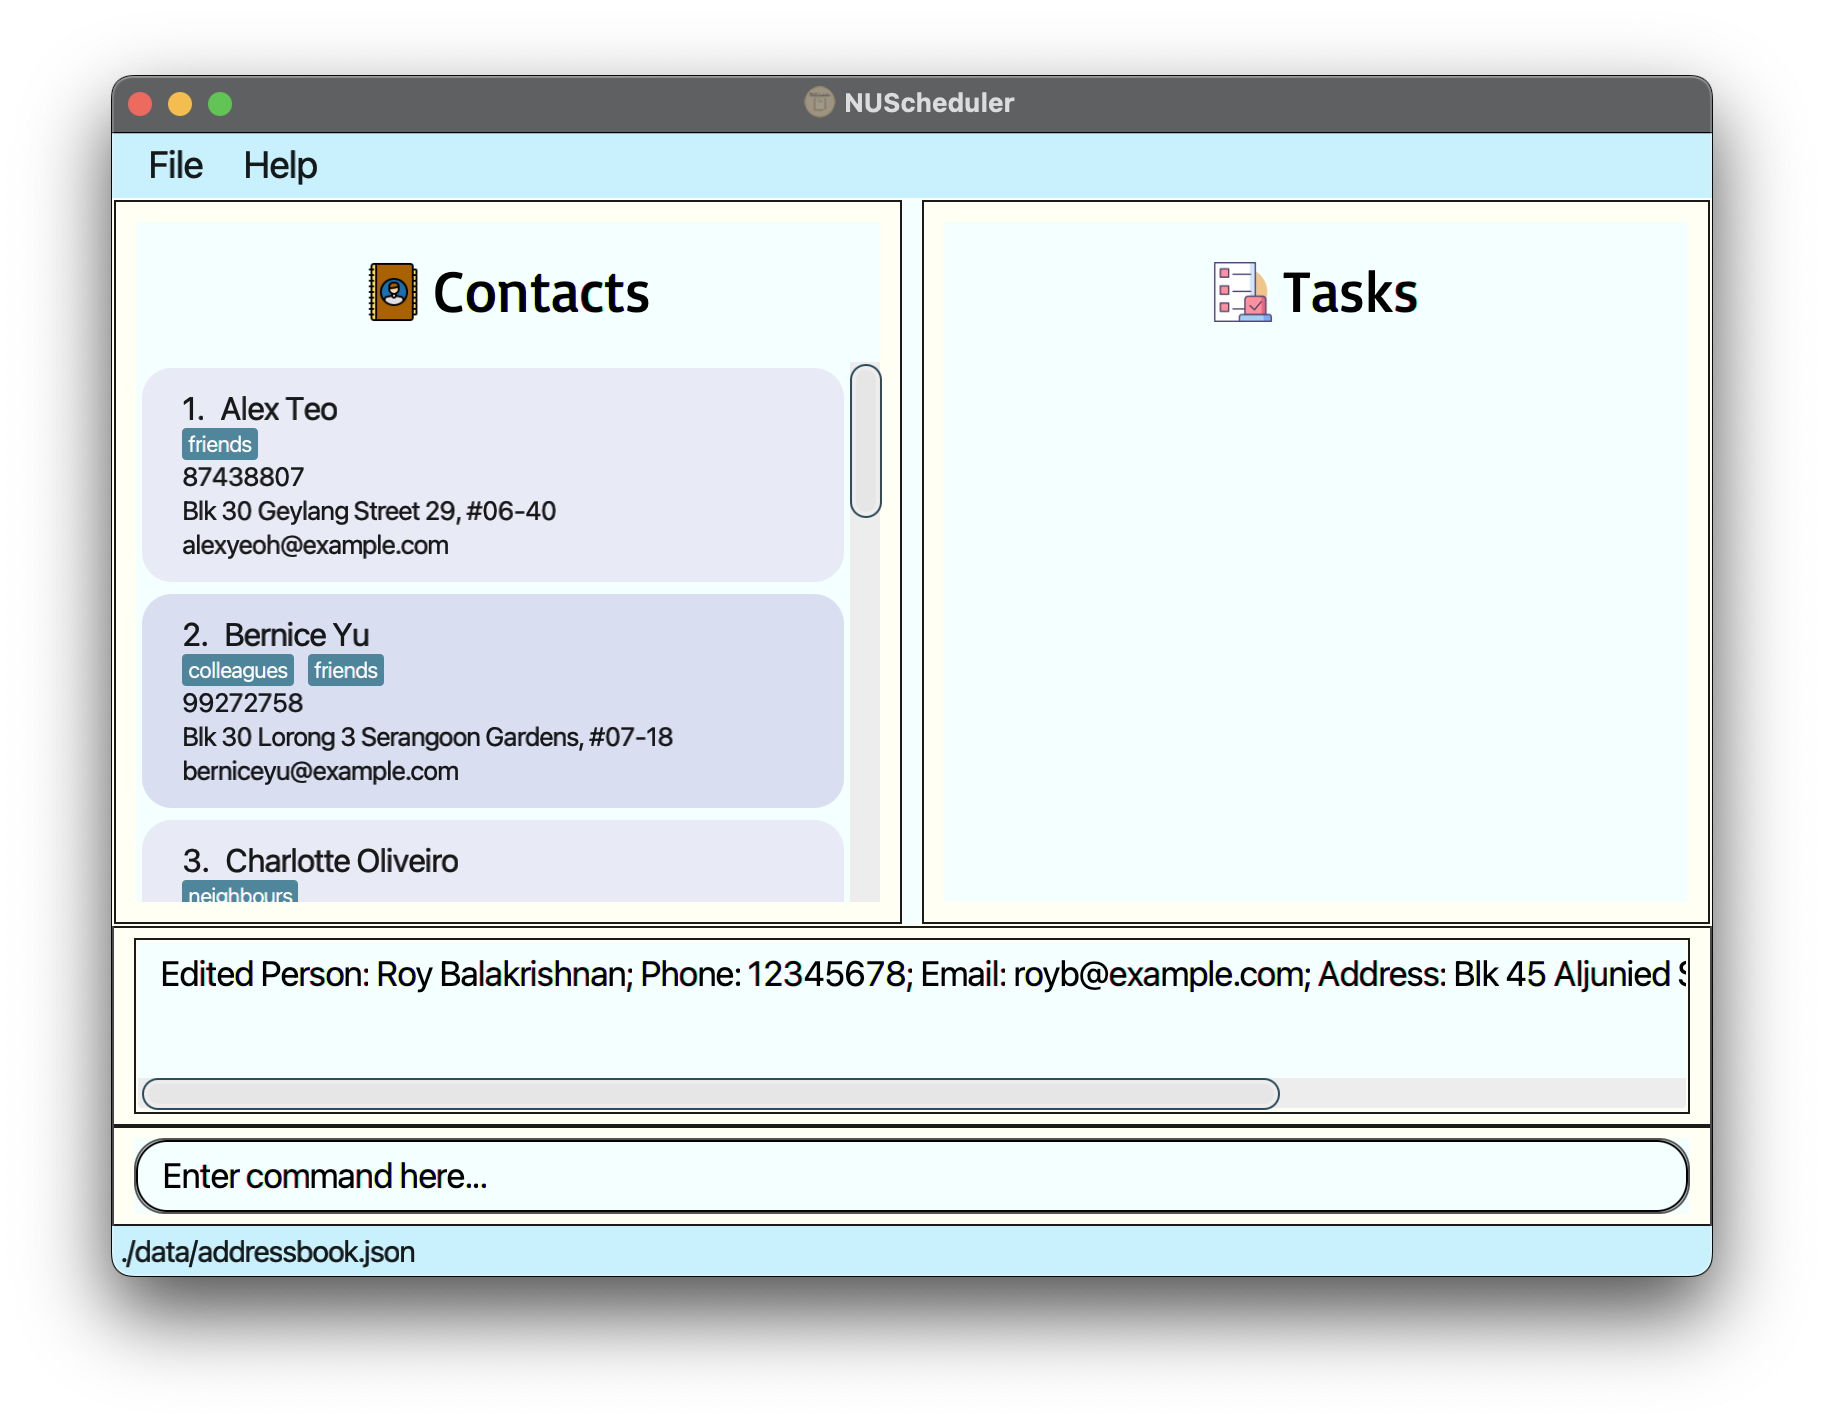 NUScheduler
File Help
Contacts
1. Alex Teo
friends
87438807
Blk 30 Geylang Street 29, #06-40
alexyeoh@example.com
2. Bernice Yu
colleagues friends
99272758
Blk 30 Lorong 3 Serangoon Gardens, #07-18
berniceyu@example.com
3. Charlotte Oliveiro
neighbours
Tasks
Edited Person: Roy Balakrishnan; Phone: 12345678; Email: royb@example.com; Address: Blk 45 Aljunied
Enter command here...
./data/addressbook.json